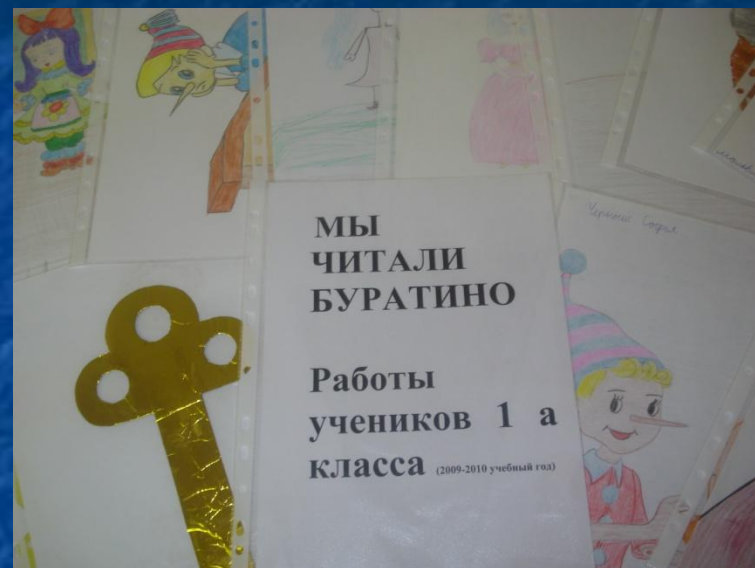 МЫ
ЧИТАЛИ
БУРАТИНО
Работы
учеников 1 а
класса (2009-2010 учебный год)